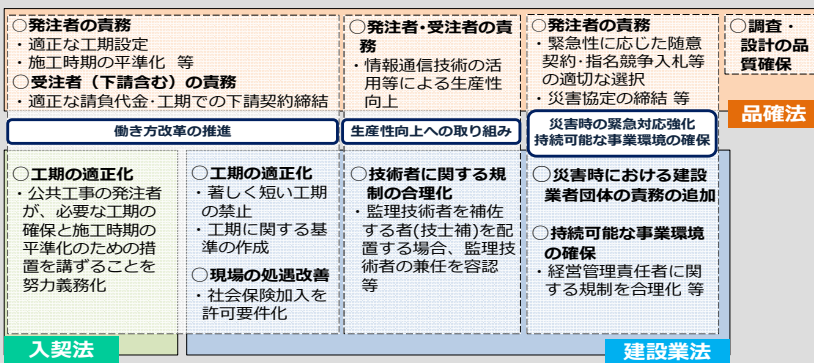 ○発注者の責務
・適正な工期設定
・施工時期の平準化 等
○受注者（下請含む）の責務
・適正な請負代金･工期での下請契約締結
○発注者･受注者の責
務
・情報通信技術の活
用等による生産性
向上
○発注者の責務
・緊急性に応じた随意
契約･指名競争入札等
の適切な選択
・災害協定の締結 等
○調査・
設計の品
質確保
品確法
働き方改革の推進
生産性向上への取り組み
災害時の緊急対応強化
持続可能な事業環境の確保
○工期の適正化
・公共工事の発注者
が、必要な工期の
確保と施工時期の
平準化のための措
置を講ずることを
努力義務化
○工期の適正化
・著しく短い工期
の禁止
・工期に関する基
準の作成
○現場の処遇改善
・社会保険加入を
許可要件化
○技術者に関する規
制の合理化
・監理技術者を補佐
する者(技士補)を配
置する場合、監理技
術者の兼任を容認
等
○災害時における建設
業者団体の責務の追加
○持続可能な事業環境
の確保
・経営管理責任者に関
する規制を合理化 等
入契法
建設業法